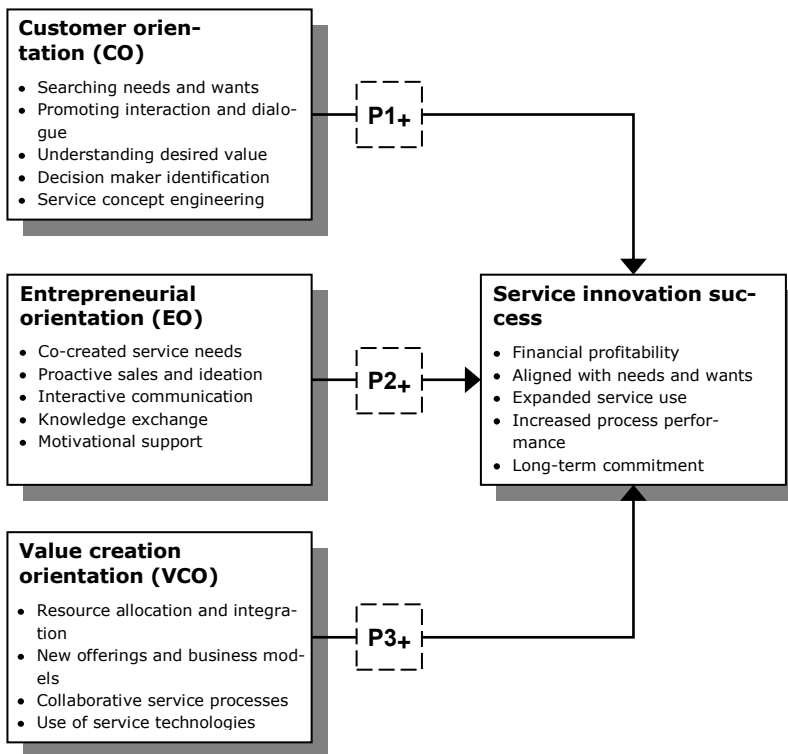 Customer orien-
tation (CO)
• Searching needs and wants
• Promoting interaction and dialo-
gue
• Understanding desired value
• Decision maker identification
• Service concept engineering
P1+
Entrepreneurial
orientation (EO)
• Co-created service needs
• Proactive sales and ideation
• Interactive communication
• Knowledge exchange
• Motivational support
P2+
Service innovation suc-
cess
• Financial profitability
• Aligned with needs and wants
• Expanded service use
• Increased process perfor-
mance
• Long-term commitment
Value creation
orientation (VCO)
• Resource allocation and integra-
tion
• New offerings and business mod-
els
• Collaborative service processes
• Use of service technologies
P3+